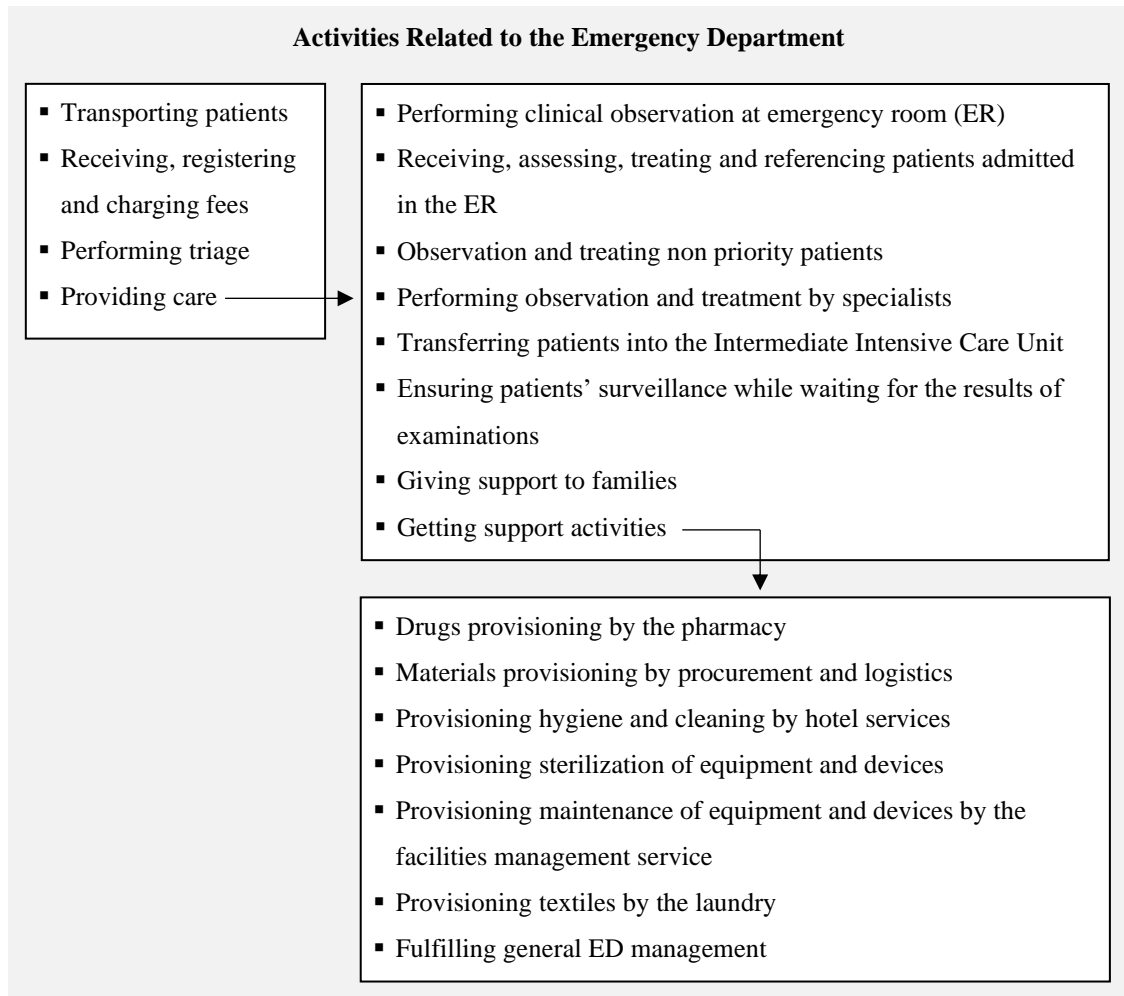 Activities Related to the Emergency Department
▪ Transporting patients
▪ Receiving, registering
and charging fees
▪ Performing triage
▪ Providing care
▪ Performing clinical observation at emergency room (ER)
▪ Receiving, assessing, treating and referencing patients admitted
in the ER
▪ Observation and treating non priority patients
▪ Performing observation and treatment by specialists
▪ Transferring patients into the Intermediate Intensive Care Unit
▪ Ensuring patients’ surveillance while waiting for the results of
examinations
▪ Giving support to families
▪ Getting support activities
▪ Drugs provisioning by the pharmacy
▪ Materials provisioning by procurement and logistics
▪ Provisioning hygiene and cleaning by hotel services
▪ Provisioning sterilization of equipment and devices
▪ Provisioning maintenance of equipment and devices by the
facilities management service
▪ Provisioning textiles by the laundry
▪ Fulfilling general ED management